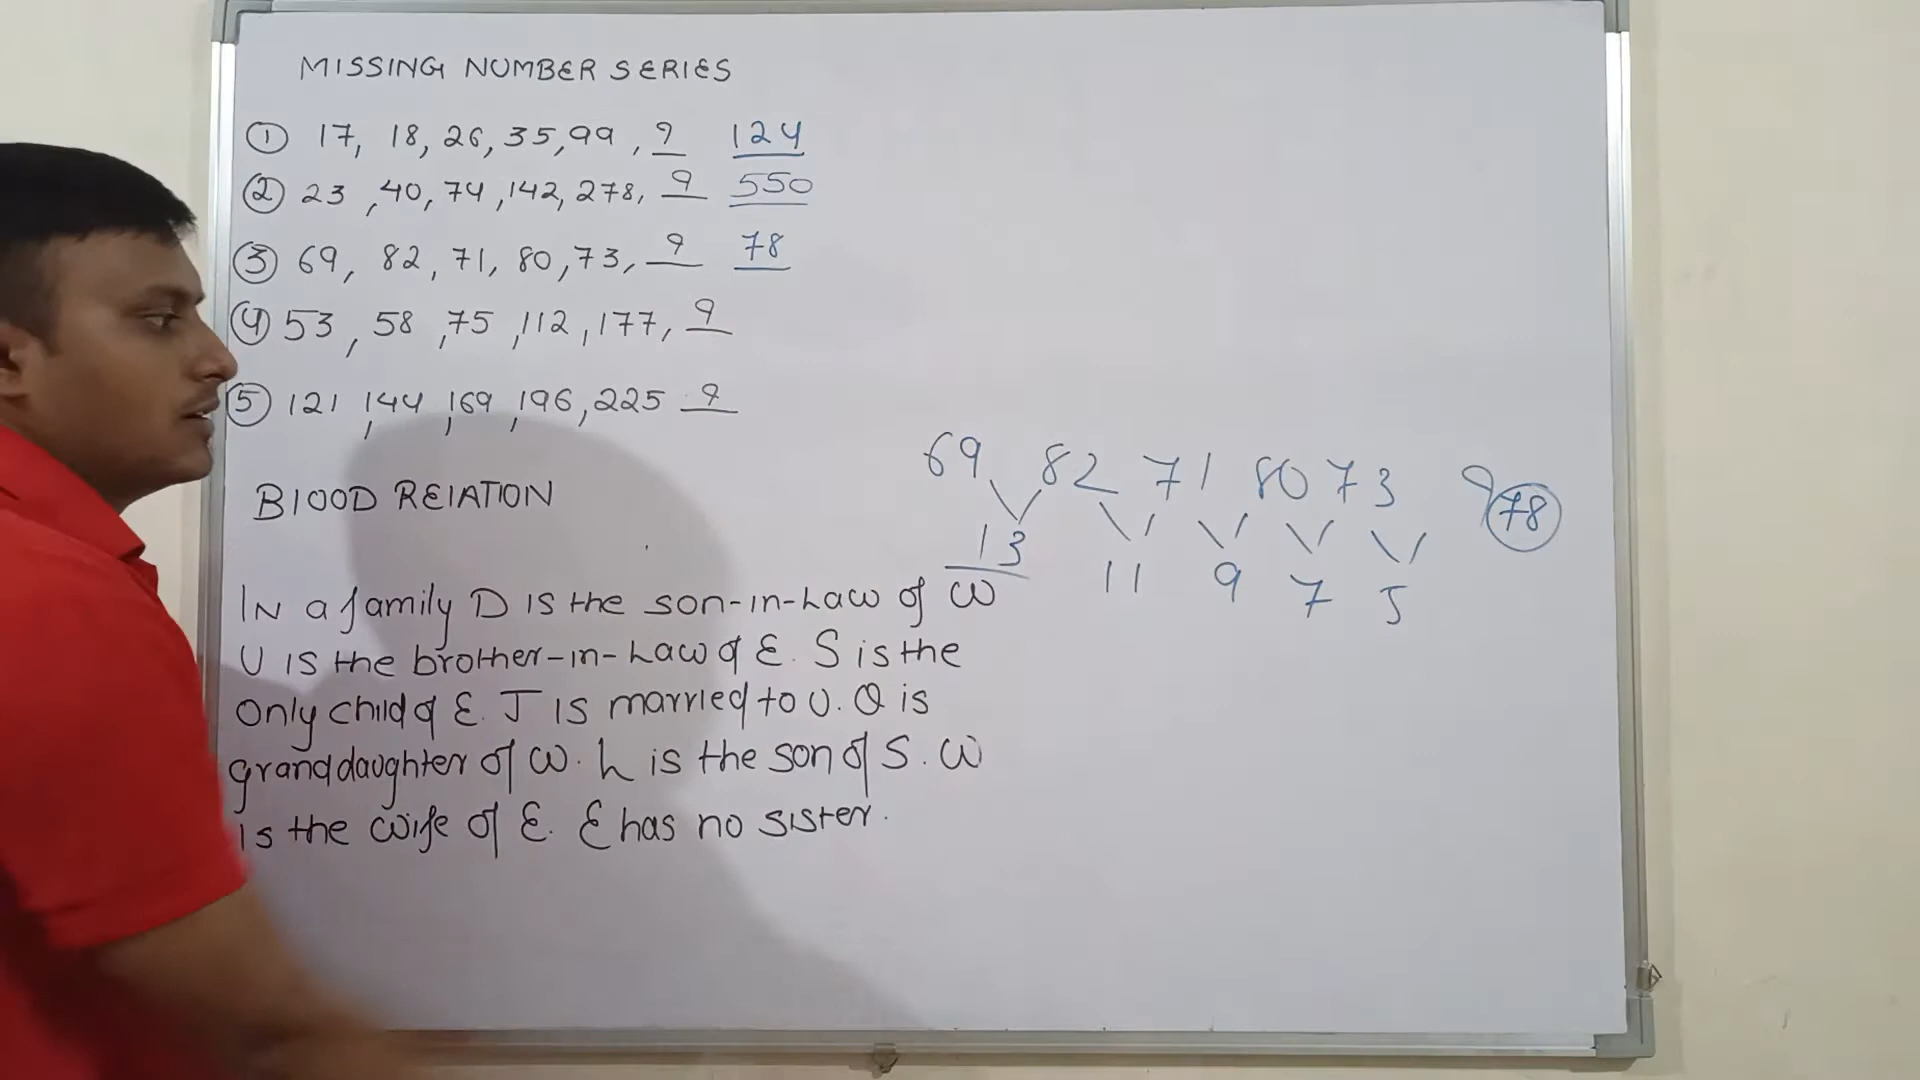 MISSING NUMBER SERIES
① 17, 18, 26, 35, 99, ? 124
② 23, 40, 74, 142, 278, ? 550
③ 69, 82, 71, 80, 73, ? 78
④ 53, 58, 75, 112, 177, ?
⑤ 121, 144, 169, 196, 225 ?
69 82 71 80 73 ? 78
13 11 9 7 5
BlOOD RElATION
IN a family D IS the son-in-Law of W
U IS the brother-in-Law of E. S is the
Only child of E. J IS married to U. Q is
granddaughter of W. L is the son of S. W
is the wife of E. E has no sister.